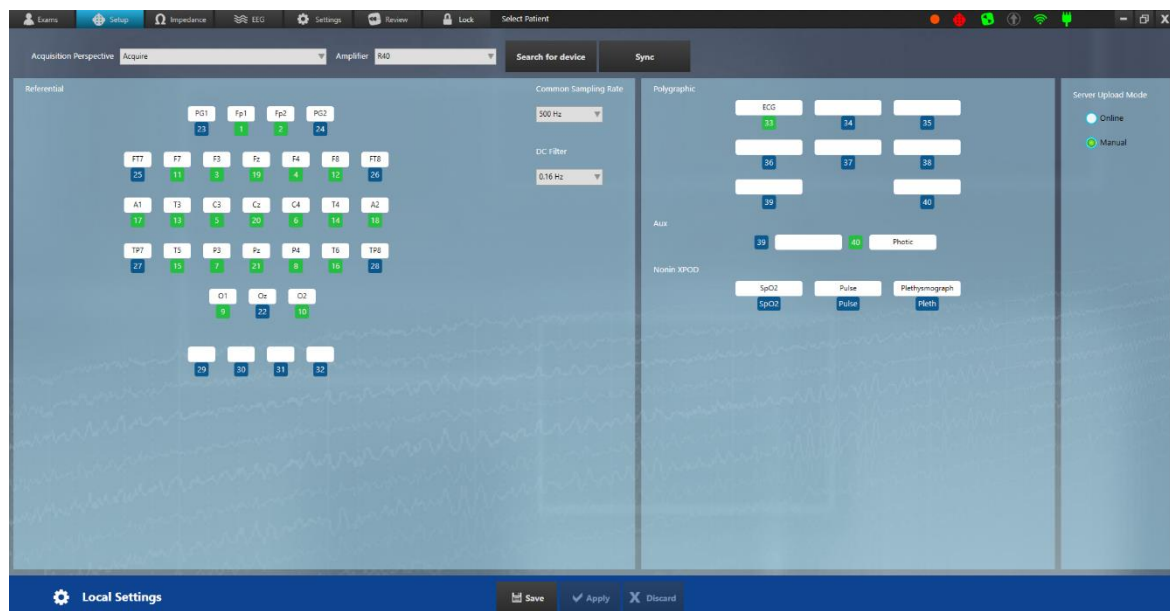 Exams Setup Ω Impedance EEG Settings Review Lock Select Patient
Acquisition Perspective Acquire Amplifier R40 Search for device Sync
Referential
PG1 Fp1 Fp2 PG2
23 1 2 24
FT7 F7 F3 Fz F4 F8 FT8
25 11 3 19 4 12 26
A1 T3 C3 Cz C4 T4 A2
17 13 5 20 6 14 18
TP7 T5 P3 Pz P4 T6 TP8
27 15 7 21 8 16 28
O1 Oz O2
9 22 10
29 30 31 32
Common Sampling Rate
500 Hz
DC Filter
0.16 Hz
Polygraphic
ECG
33 34 35
36 37 38
39 40
Aux
39 40 Photic
Nonin XPOD
SpO2 Pulse Plethysmograph
SpO2 Pulse Pleth
Server Upload Mode
Online
Manual
Local Settings Save Apply Discard